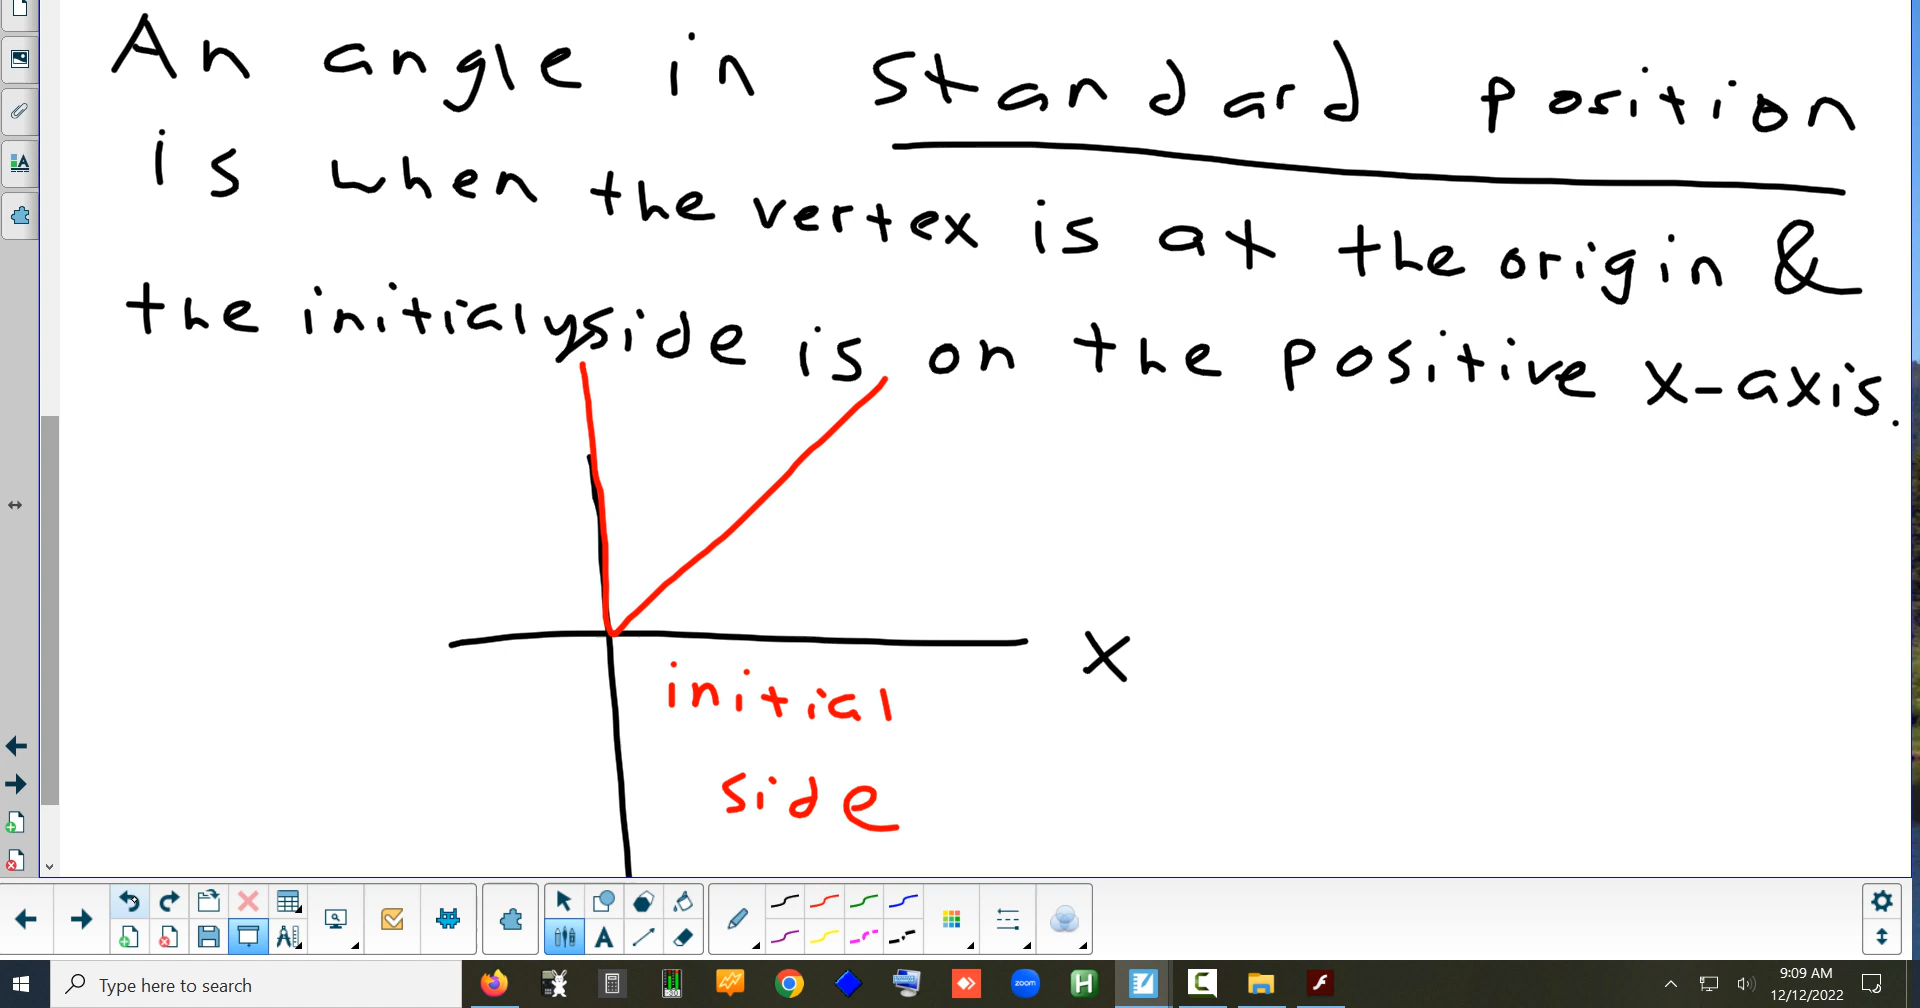 An angle in standard position
is when the vertex is at the origin &
the initial side is on the positive x-axis.
y
x
initial
side
Type here to search
zoom
9:09 AM
12/12/2022